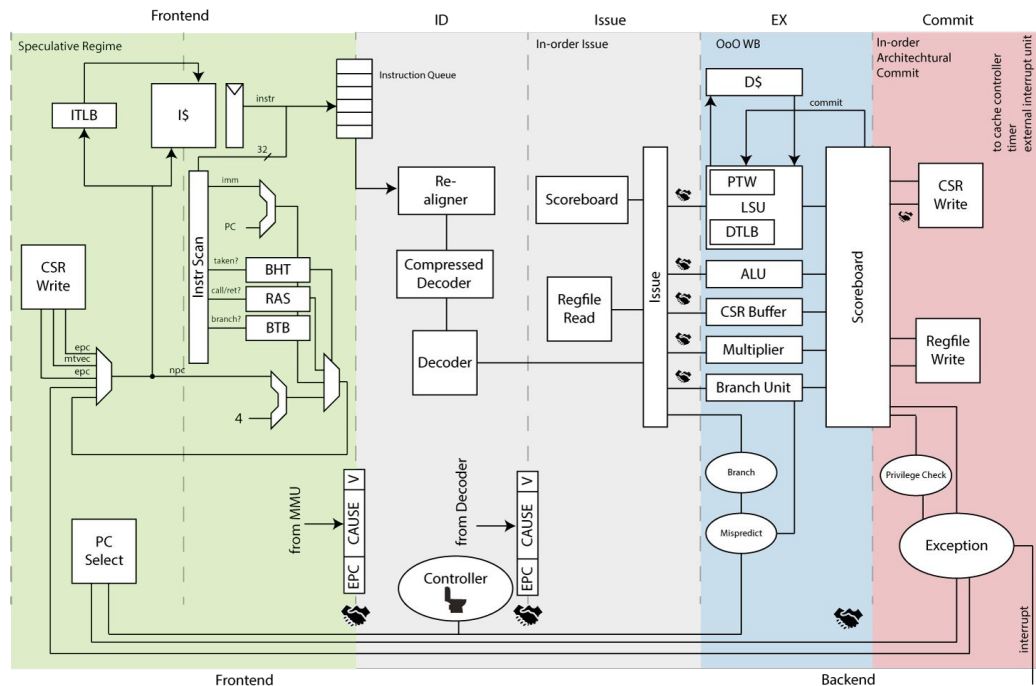 Frontend
ID
Issue
EX
Commit
Speculative Regime
In-order Issue
OoO WB
In-order
Architechtural
Commit
to cache controller
timer
external interrupt unit
ITLB
I$
instr
Instruction Queue
32
D$
commit
Instr Scan
imm
PC
taken?
BHT
call/ret?
RAS
branch?
BTB
CSR
Write
epc
mtvec
epc
npc
4
Re-
aligner
Compressed
Decoder
Decoder
Scoreboard
Regfile
Read
Issue
PTW
LSU
DTLB
ALU
CSR Buffer
Multiplier
Branch Unit
Scoreboard
CSR
Write
Regfile
Write
Branch
Mispredict
Privilege Check
Exception
from MMU
EPC
CAUSE
V
from Decoder
EPC
CAUSE
V
PC
Select
Controller
interrupt
Frontend
Backend